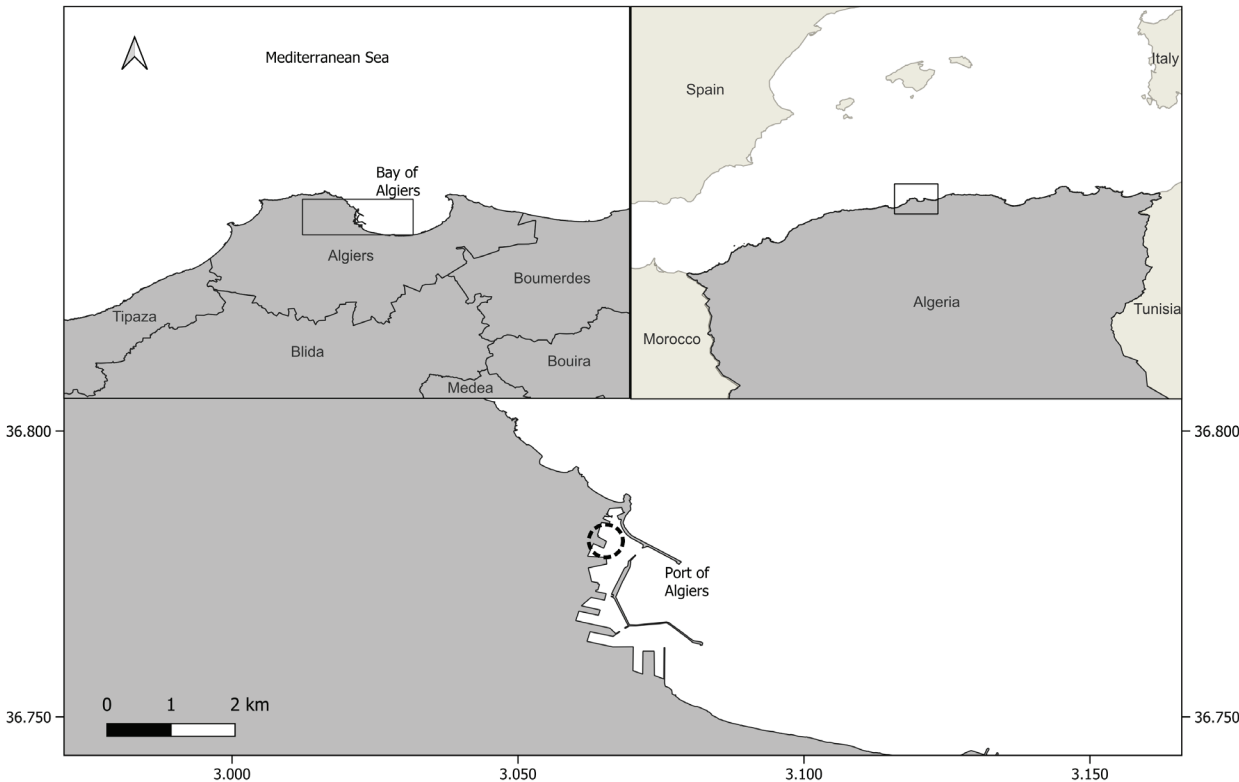 Mediterranean Sea
Bay of
Algiers
Algiers
Boumerdes
Tipaza
Blida
Bouira
Medea
Italy
Spain
Algeria
Tunisia
Morocco
36.800
36.800
Port of
Algiers
0 1 2 km
36.750
36.750
3.000 3.050 3.100 3.150